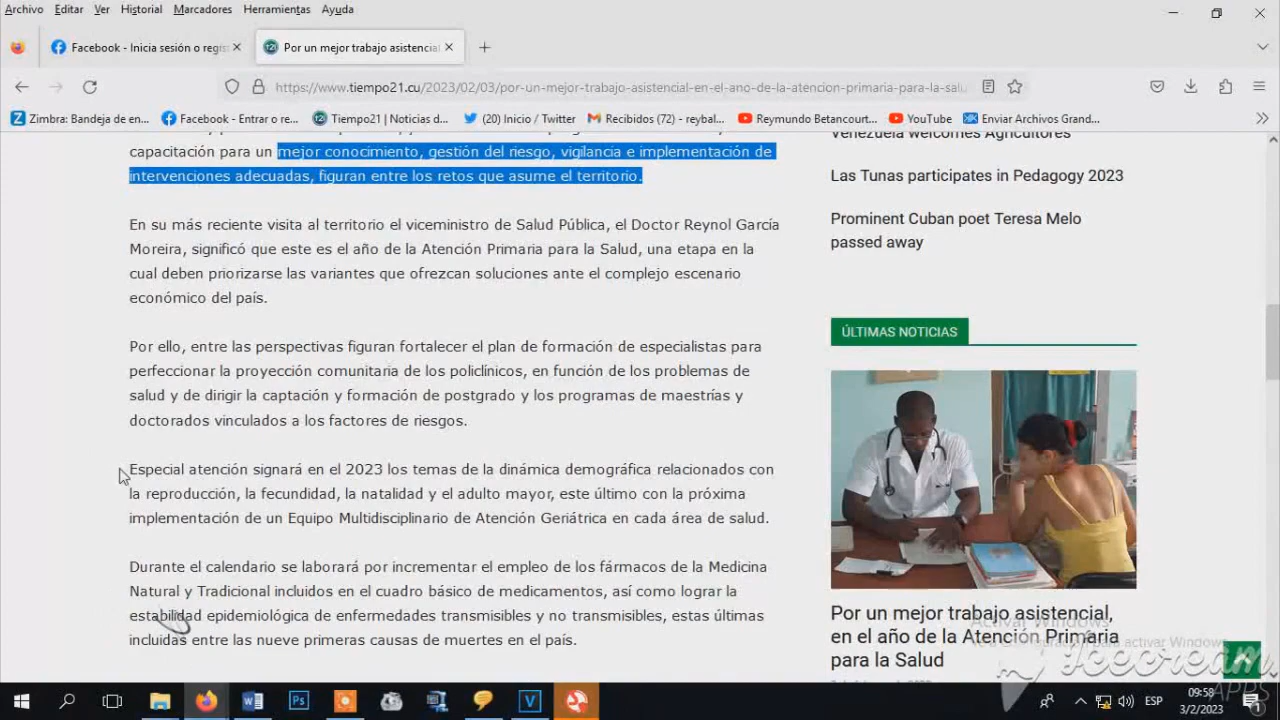 Archivo Editar Ver Historial Marcadores Herramientas Ayuda
Facebook - Inicia sesión o regis
Por un mejor trabajo asistencial
https://www.tiempo21.cu/2023/02/03/por-un-mejor-trabajo-asistencial-en-el-ano-de-la-atencion-primaria-para-la-salu
Zimbra: Bandeja de en... Facebook - Entrar o re... Tiempo21 | Noticias d... (20) Inicio / Twitter Recibidos (72) - reybal... Reymundo Betancourt... YouTube Enviar Archivos Grand...
capacitación para un mejor conocimiento, gestión del riesgo, vigilancia e implementación de
intervenciones adecuadas, figuran entre los retos que asume el territorio.
En su más reciente visita al territorio el viceministro de Salud Pública, el Doctor Reynol García
Moreira, significó que este es el año de la Atención Primaria para la Salud, una etapa en la
cual deben priorizarse las variantes que ofrezcan soluciones ante el complejo escenario
económico del país.
Por ello, entre las perspectivas figuran fortalecer el plan de formación de especialistas para
perfeccionar la proyección comunitaria de los policlínicos, en función de los problemas de
salud y de dirigir la captación y formación de postgrado y los programas de maestrías y
doctorados vinculados a los factores de riesgos.
Especial atención signará en el 2023 los temas de la dinámica demográfica relacionados con
la reproducción, la fecundidad, la natalidad y el adulto mayor, este último con la próxima
implementación de un Equipo Multidisciplinario de Atención Geriátrica en cada área de salud.
Durante el calendario se laborará por incrementar el empleo de los fármacos de la Medicina
Natural y Tradicional incluidos en el cuadro básico de medicamentos, así como lograr la
estabilidad epidemiológica de enfermedades transmisibles y no transmisibles, estas últimas
incluidas entre las nueve primeras causas de muertes en el país.
Venezuela welcomes Agricultores
Las Tunas participates in Pedagogy 2023
Prominent Cuban poet Teresa Melo
passed away
ÚLTIMAS NOTICIAS
Por un mejor trabajo asistencial,
en el año de la Atención Primaria
para la Salud
Activar Windows
Icecream
APPS
ESP
09:58
3/2/2023